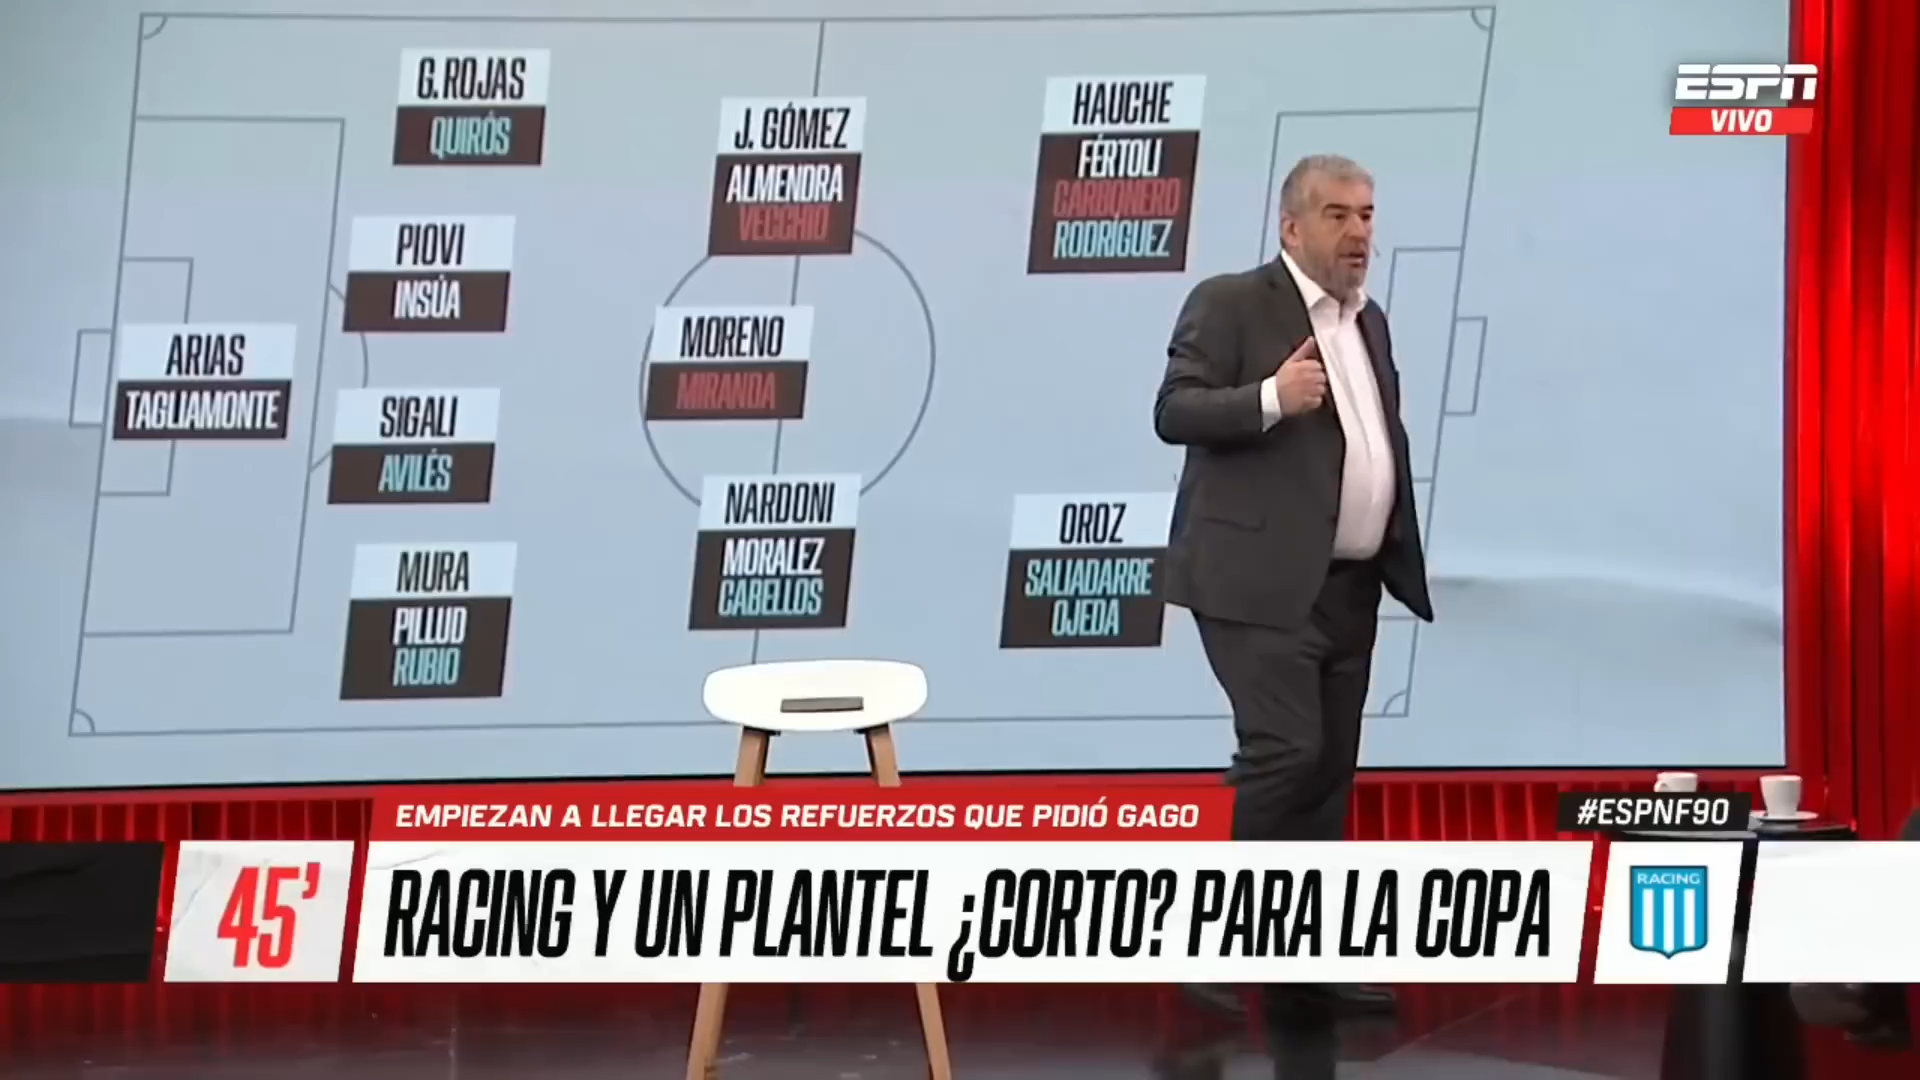 G. ROJAS
QUIRÓS
J. GÓMEZ
ALMENDRA
VECCHIO
HAUCHE
FÉRTOLI
CARBONERO
RODRÍGUEZ
ESPN
VIVO
PIOVI
INSÚA
ARIAS
TAGLIAMONTE
MORENO
MIRANDA
SIGALI
AVILÉS
NARDONI
MORALEZ
CABELLOS
OROZ
SALIADARRE
OJEDA
MURA
PILLUD
RUBIO
EMPIEZAN A LLEGAR LOS REFUERZOS QUE PIDIÓ GAGO
#ESPNF90
45’
RACING Y UN PLANTEL ¿CORTO? PARA LA COPA
RACING